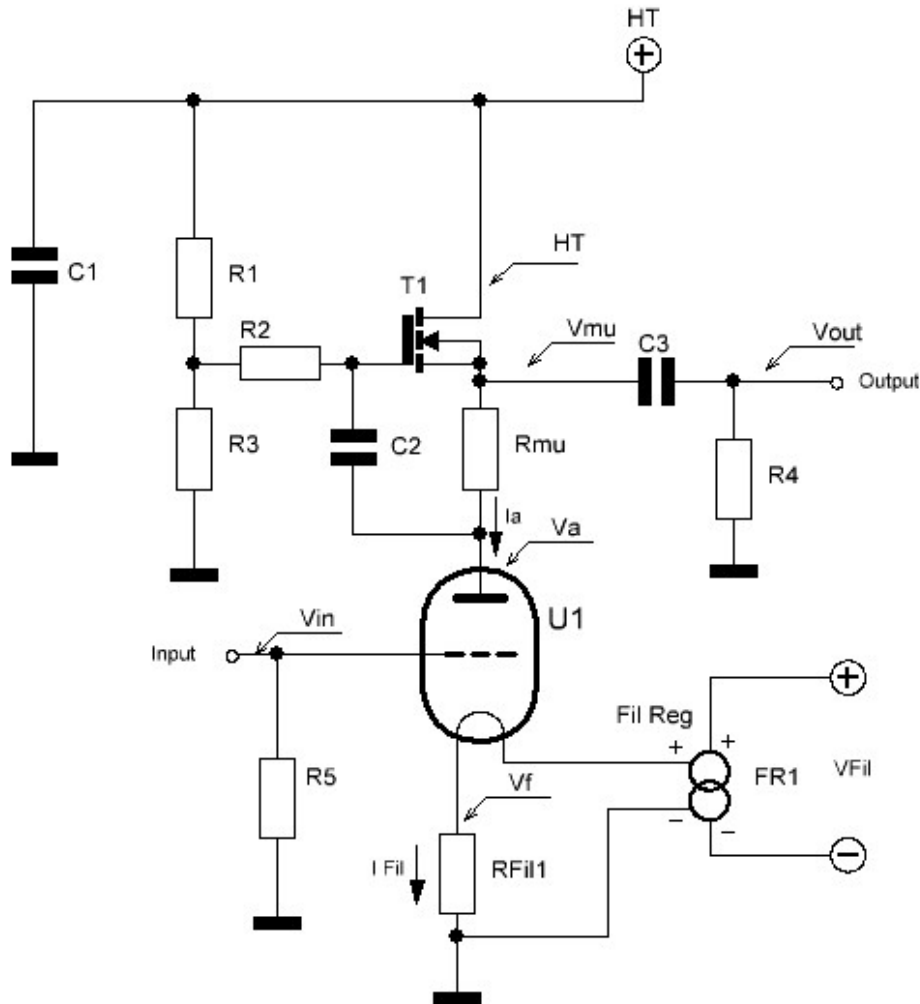 HT
C1
R1
T1
HT
R2
Vmu
C3
Vout
Output
R3
C2
Rmu
R4
Ia
Va
U1
Vin
Input
Fil Reg
+
+
+
R5
Vf
FR1
VFil
−
−
−
I Fil
RFil1